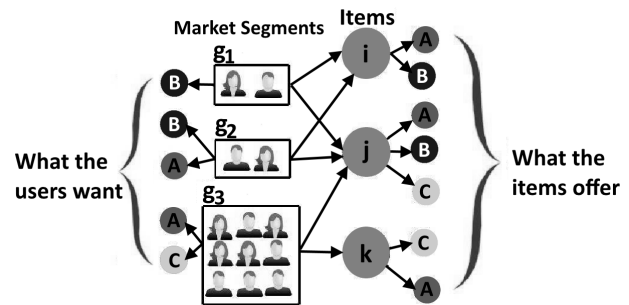 Market Segments
Items
g1
i
A
B
B
g2
B
A
j
A
B
C
What the
users want
What the
items offer
g3
A
C
k
C
A